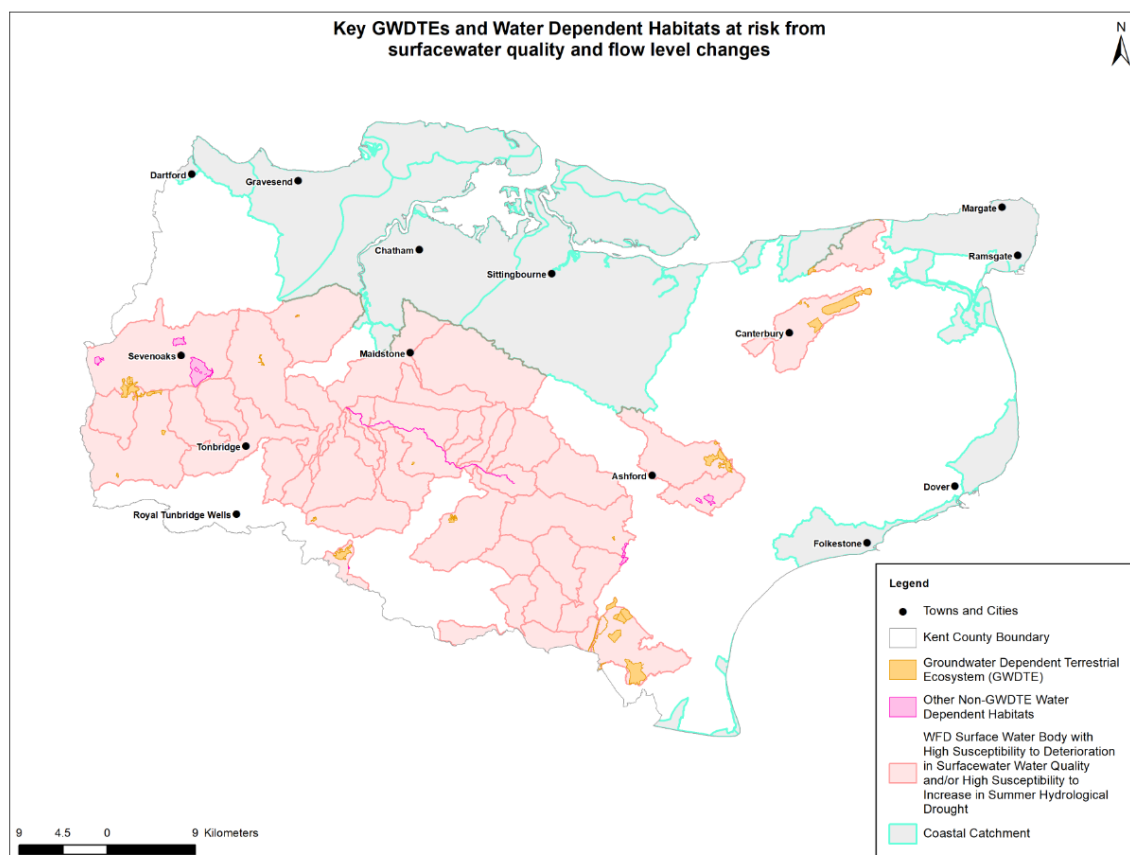 Key GWDTEs and Water Dependent Habitats at risk from
surfacewater quality and flow level changes
N
Dartford
Gravesend
Margate
Chatham
Ramsgate
Sittingbourne
Canterbury
Sevenoaks
Maidstone
Tonbridge
Ashford
Dover
Royal Tunbridge Wells
Folkestone
Legend
Towns and Cities
Kent County Boundary
Groundwater Dependent Terrestrial
Ecosystem (GWDTE)
Other Non-GWDTE Water
Dependent Habitats
WFD Surface Water Body with
High Susceptibility to Deterioration
in Surfacewater Water Quality
and/or High Susceptibility to
Increase in Summer Hydrological
Drought
Coastal Catchment
9 4.5 0 9 Kilometers